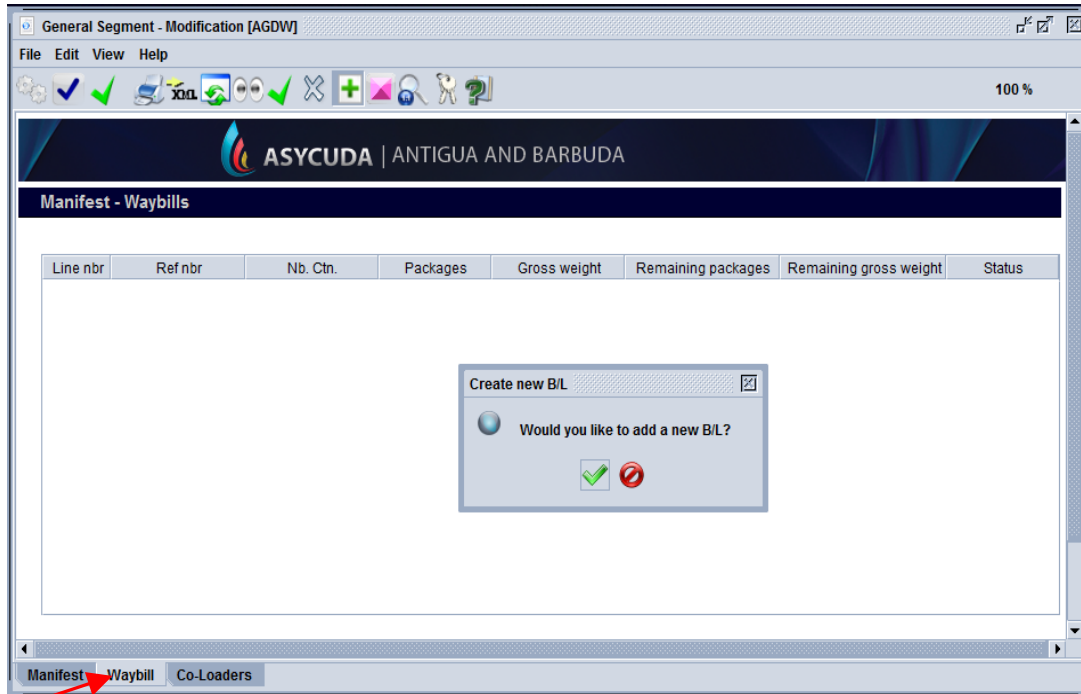 General Segment - Modification [AGDW]
File Edit View Help
XML 100 %
ASYCUDA | ANTIGUA AND BARBUDA
Manifest - Waybills
Line nbr Ref nbr Nb. Ctn. Packages Gross weight Remaining packages Remaining gross weight Status
Create new B/L
Would you like to add a new B/L?
Manifest Waybill Co-Loaders